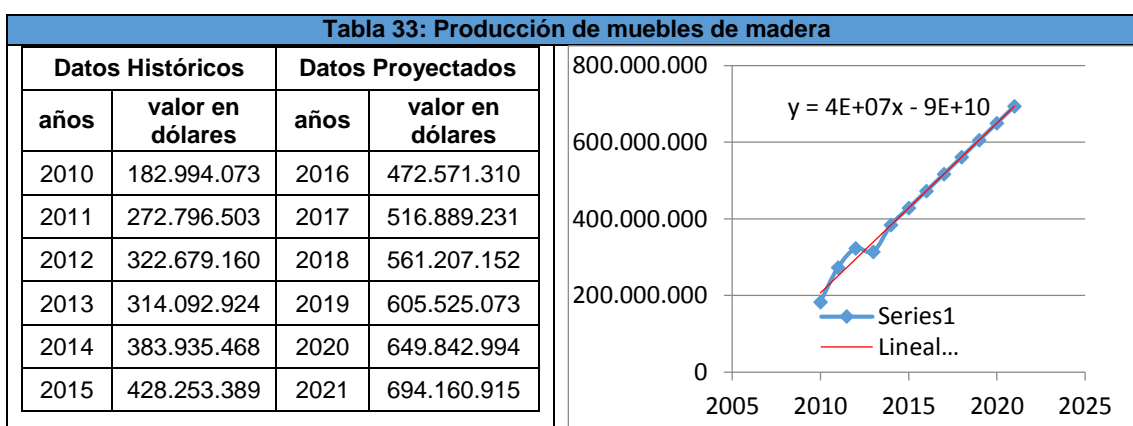 Tabla 33: Producción de muebles de madera
Datos Históricos Datos Proyectados
años valor en dólares años valor en dólares
2010 182.994.073 2016 472.571.310
2011 272.796.503 2017 516.889.231
2012 322.679.160 2018 561.207.152
2013 314.092.924 2019 605.525.073
2014 383.935.468 2020 649.842.994
2015 428.253.389 2021 694.160.915
800.000.000
y = 4E+07x - 9E+10
600.000.000
400.000.000
200.000.000
Series1
Lineal...
0
2005 2010 2015 2020 2025